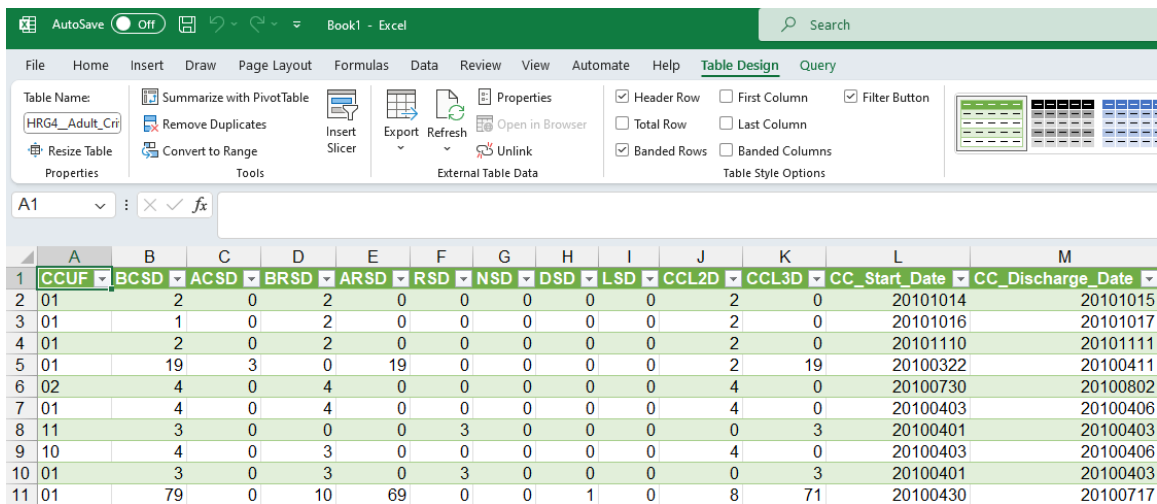 AutoSave Off Book1 - Excel Search
File Home Insert Draw Page Layout Formulas Data Review View Automate Help Table Design Query
Table Name: Summarize with PivotTable Properties Header Row First Column Filter Button
HRG4__Adult_Cri Remove Duplicates Insert Slicer Export Refresh Open in Browser Total Row Last Column
Resize Table Convert to Range Unlink Banded Rows Banded Columns
Properties Tools External Table Data Table Style Options
A1 fx
A B C D E F G H I J K L M
1 CCUF BCSD ACSD BRSD ARSD RSD NSD DSD LSD CCL2D CCL3D CC_Start_Date CC_Discharge_Date
2 01 2 0 2 0 0 0 0 0 2 0 20101014 20101015
3 01 1 0 2 0 0 0 0 0 2 0 20101016 20101017
4 01 2 0 2 0 0 0 0 0 2 0 20101110 20101111
5 01 19 3 0 19 0 0 0 0 2 19 20100322 20100411
6 02 4 0 4 0 0 0 0 0 4 0 20100730 20100802
7 01 4 0 4 0 0 0 0 0 4 0 20100403 20100406
8 11 3 0 0 0 3 0 0 0 0 3 20100401 20100403
9 10 4 0 3 0 0 0 0 0 4 0 20100403 20100406
10 01 3 0 3 0 3 0 0 0 0 3 20100401 20100403
11 01 79 0 10 69 0 0 1 0 8 71 20100430 20100717